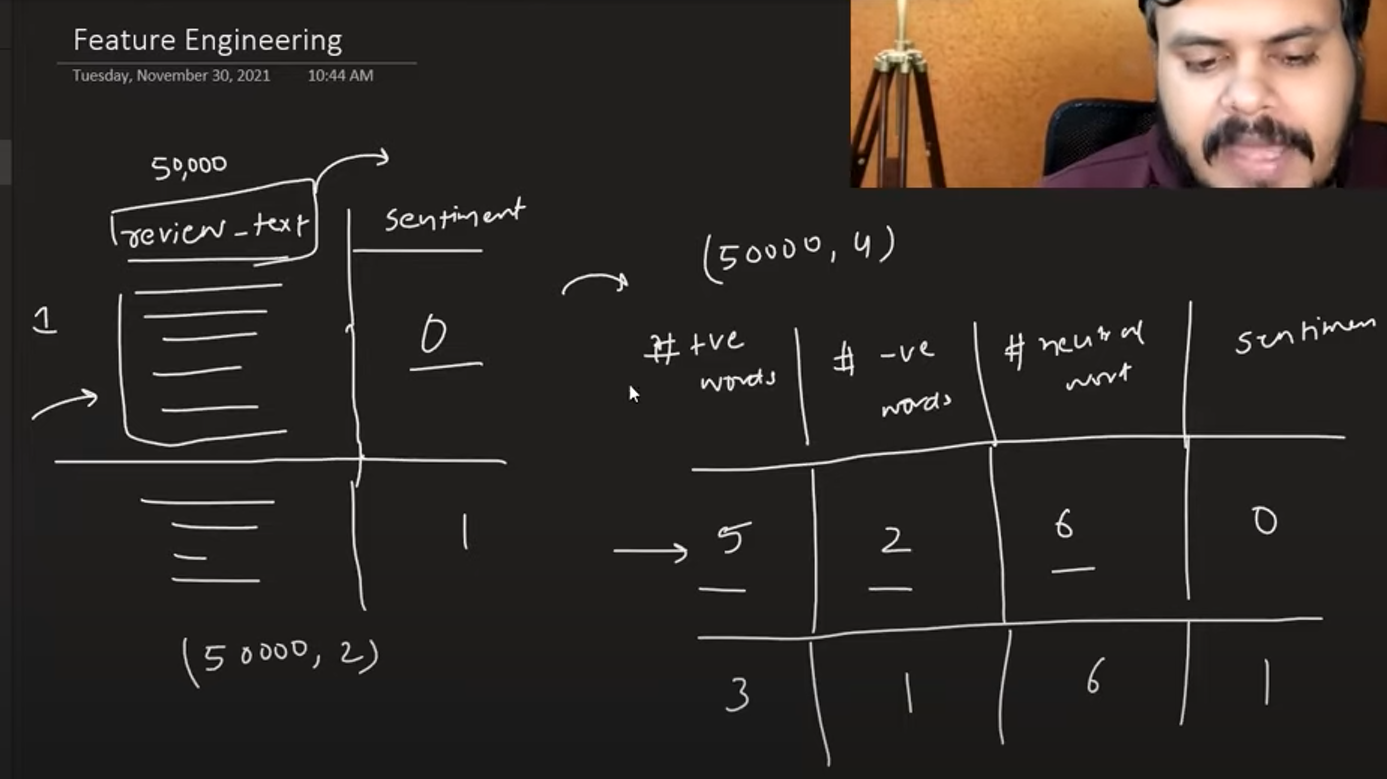 Feature Engineering
Tuesday, November 30, 2021 10:44 AM
50,000
review_text sentiment
1 0
1
(50000, 2)
(50000, 4)
# +ve words # -ve words # neutral sentimen
5 2 6 0
3 1 6 1